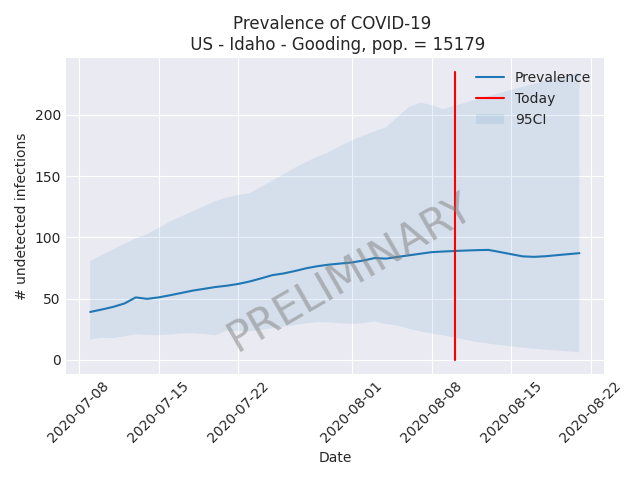 Prevalence of COVID-19
US - Idaho - Gooding, pop. = 15179
# undetected infections
200
150
100
50
0
Prevalence
Today
95CI
PRELIMINARY
2020-07-08
2020-07-15
2020-07-22
2020-08-01
2020-08-08
2020-08-15
2020-08-22
Date